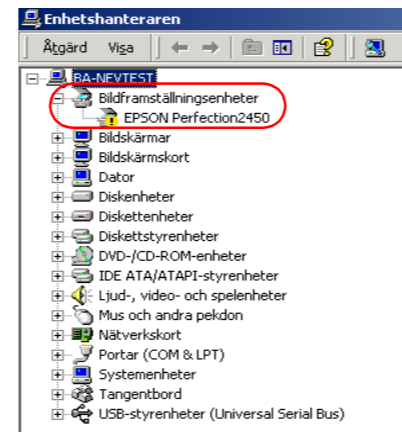 Enhetshanteraren
Åtgärd Visa
BA-NEVTEST
Bildframställningsenheter
EPSON Perfection2450
Bildskärmar
Bildskärmskort
Dator
Diskenheter
Diskettenheter
Diskettstyrenheter
DVD-/CD-ROM-enheter
IDE ATA/ATAPI-styrenheter
Ljud-, video- och spelenheter
Mus och andra pekdon
Nätverkskort
Portar (COM & LPT)
Systemenheter
Tangentbord
USB-styrenheter (Universal Serial Bus)